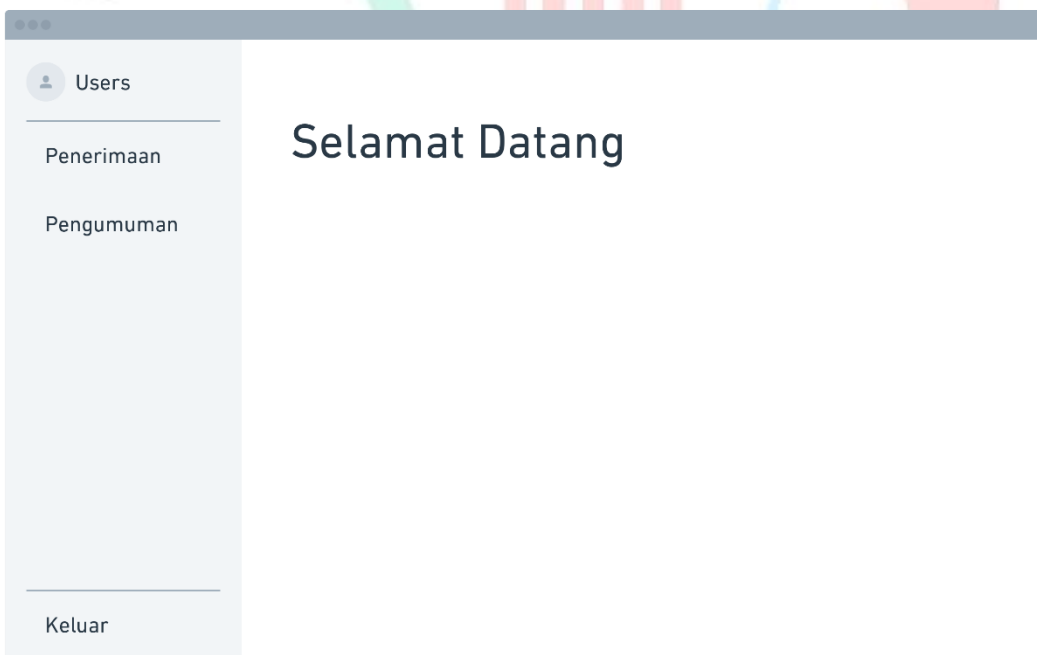 Users
Penerimaan
Pengumuman
Keluar
Selamat Datang